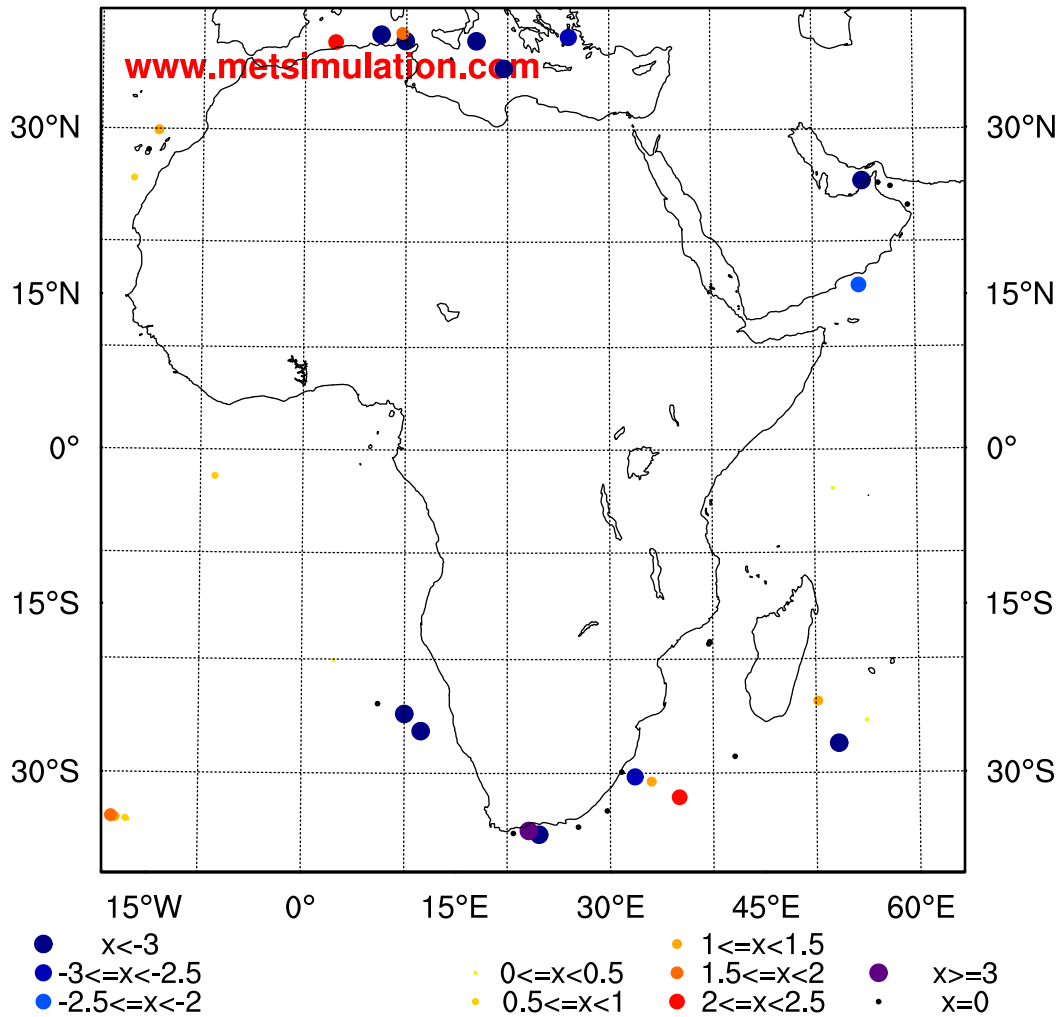 www.metsimulation.com
30°N 30°N
15°N 15°N
0° 0°
15°S 15°S
30°S 30°S
15°W 0° 15°E 30°E 45°E 60°E
x<-3 1<=x<1.5
-3<=x<-2.5 0<=x<0.5 1.5<=x<2 x>=3
-2.5<=x<-2 0.5<=x<1 2<=x<2.5 x=0